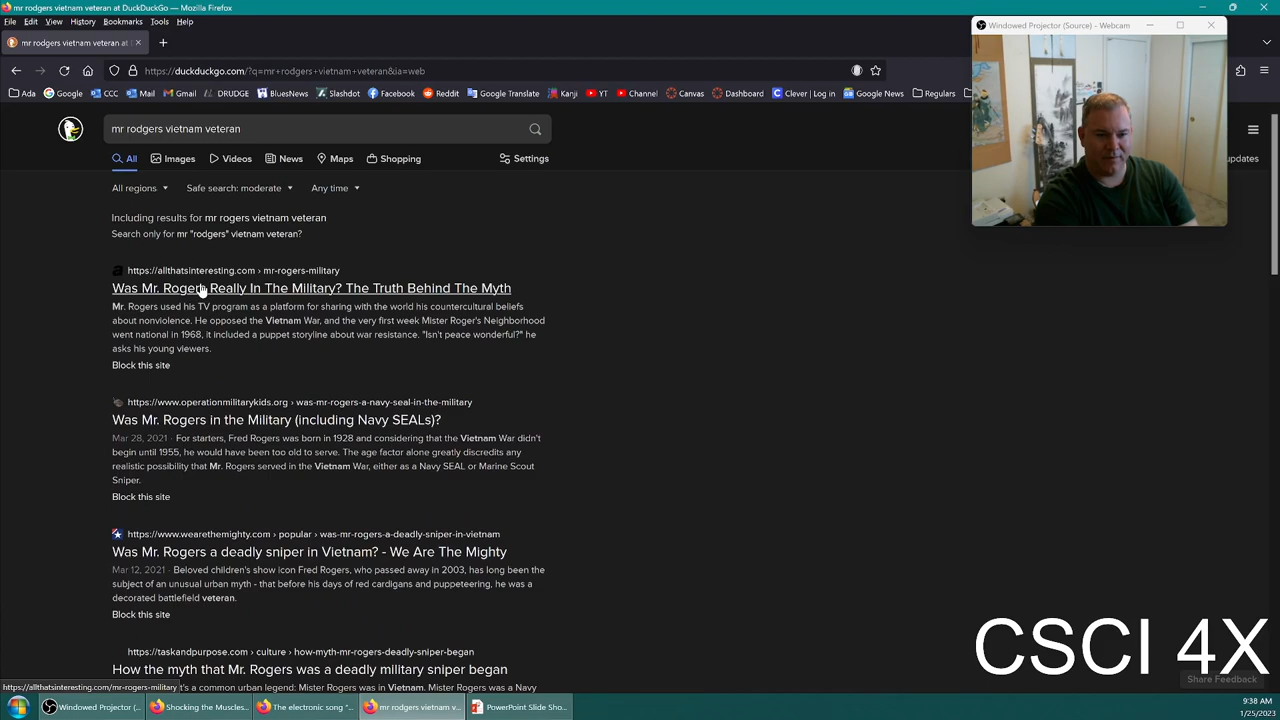 mr rodgers vietnam veteran at DuckDuckGo — Mozilla Firefox
File Edit View History Bookmarks Tools Help
mr rodgers vietnam veteran at
https://duckduckgo.com/?q=mr+rodgers+vietnam+veteran&ia=web
Ada Google CCC Mail Gmail DRUDGE BluesNews Slashdot Facebook Reddit Google Translate Kanji YT Channel Canvas Dashboard Clever | Log in Google News Regulars
Windowed Projector (Source) - Webcam
mr rodgers vietnam veteran
All Images Videos News Maps Shopping Settings
updates
All regions Safe search: moderate Any time
Including results for mr rogers vietnam veteran
Search only for mr "rodgers" vietnam veteran?
https://allthatsinteresting.com › mr-rogers-military
Was Mr. Rogers Really In The Military? The Truth Behind The Myth
Mr. Rogers used his TV program as a platform for sharing with the world his countercultural beliefs
about nonviolence. He opposed the Vietnam War, and the very first week Mister Roger's Neighborhood
went national in 1968, it included a puppet storyline about war resistance. "Isn't peace wonderful?" he
asks his young viewers.
Block this site
https://www.operationmilitarykids.org › was-mr-rogers-a-navy-seal-in-the-military
Was Mr. Rogers in the Military (including Navy SEALs)?
Mar 28, 2021 · For starters, Fred Rogers was born in 1928 and considering that the Vietnam War didn't
begin until 1955, he would have been too old to serve. The age factor alone greatly discredits any
realistic possibility that Mr. Rogers served in the Vietnam War, either as a Navy SEAL or Marine Scout
Sniper.
Block this site
https://www.wearethemighty.com › popular › was-mr-rogers-a-deadly-sniper-in-vietnam
Was Mr. Rogers a deadly sniper in Vietnam? - We Are The Mighty
Mar 12, 2021 · Beloved children's show icon Fred Rogers, who passed away in 2003, has long been the
subject of an unusual urban myth - that before his days of red cardigans and puppeteering, he was a
decorated battlefield veteran.
Block this site
https://taskandpurpose.com › culture › how-myth-mr-rogers-deadly-sniper-began
How the myth that Mr. Rogers was a deadly military sniper began
It's a common urban legend: Mister Rogers was in Vietnam. Mister Rogers was a Navy
https://allthatsinteresting.com/mr-rogers-military
CSCI 4X
Share Feedback
Windowed Projector (... Shocking the Muscles... The electronic song "... mr rodgers vietnam v... PowerPoint Slide Sho...
9:38 AM
1/25/2023